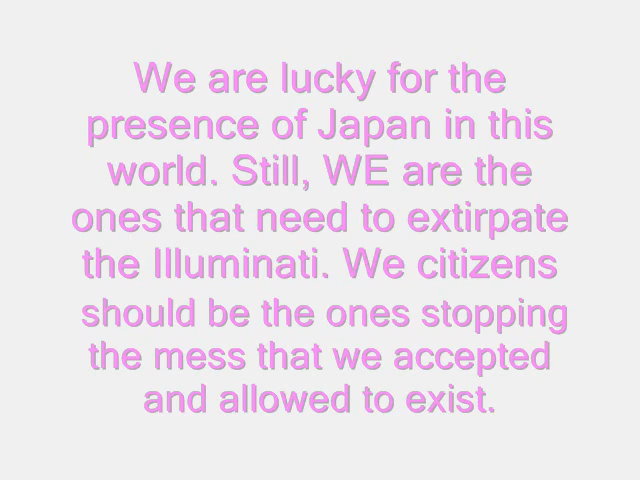 We are lucky for the
presence of Japan in this
world. Still, WE are the
ones that need to extirpate
the Illuminati. We citizens
should be the ones stopping
the mess that we accepted
and allowed to exist.